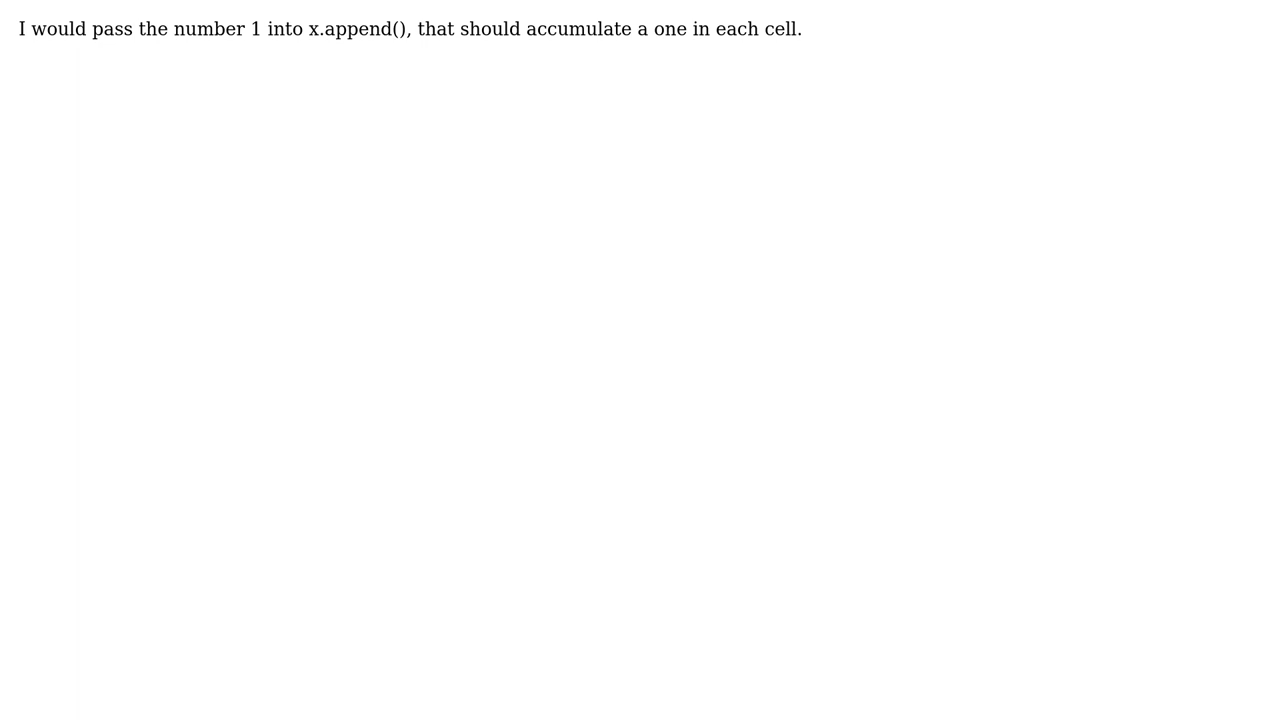 I would pass the number 1 into x.append(), that should accumulate a one in each cell.